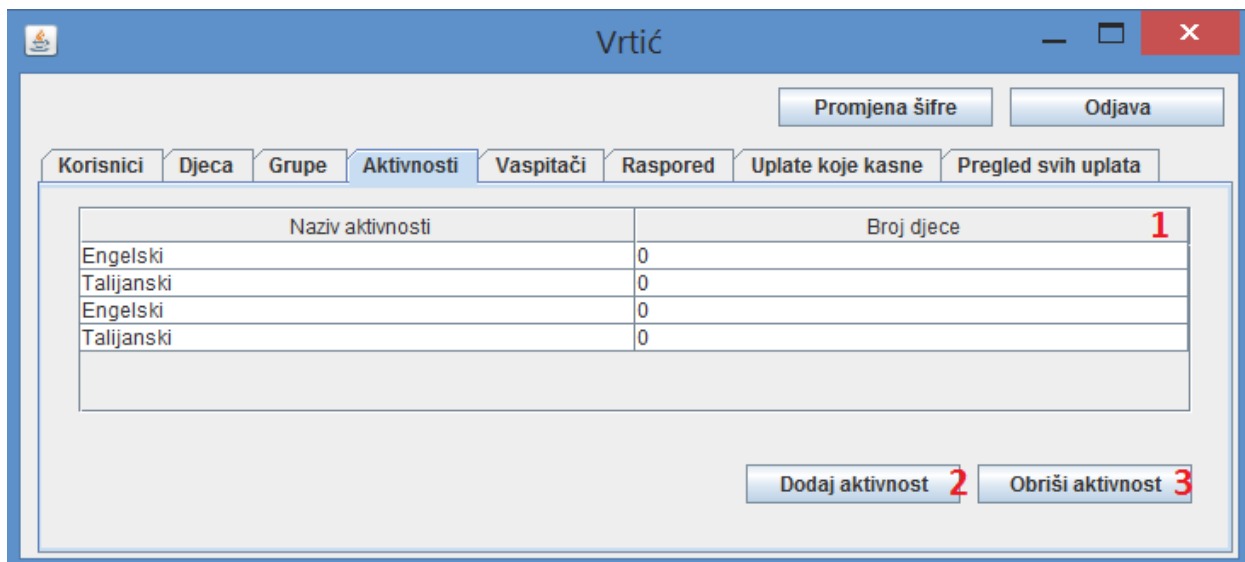 Vrtić
Promjena šifre Odjava
Korisnici Djeca Grupe Aktivnosti Vaspitači Raspored Uplate koje kasne Pregled svih uplata
Naziv aktivnosti Broj djece 1
Engelski 0
Talijanski 0
Engelski 0
Talijanski 0
Dodaj aktivnost 2 Obriši aktivnost 3